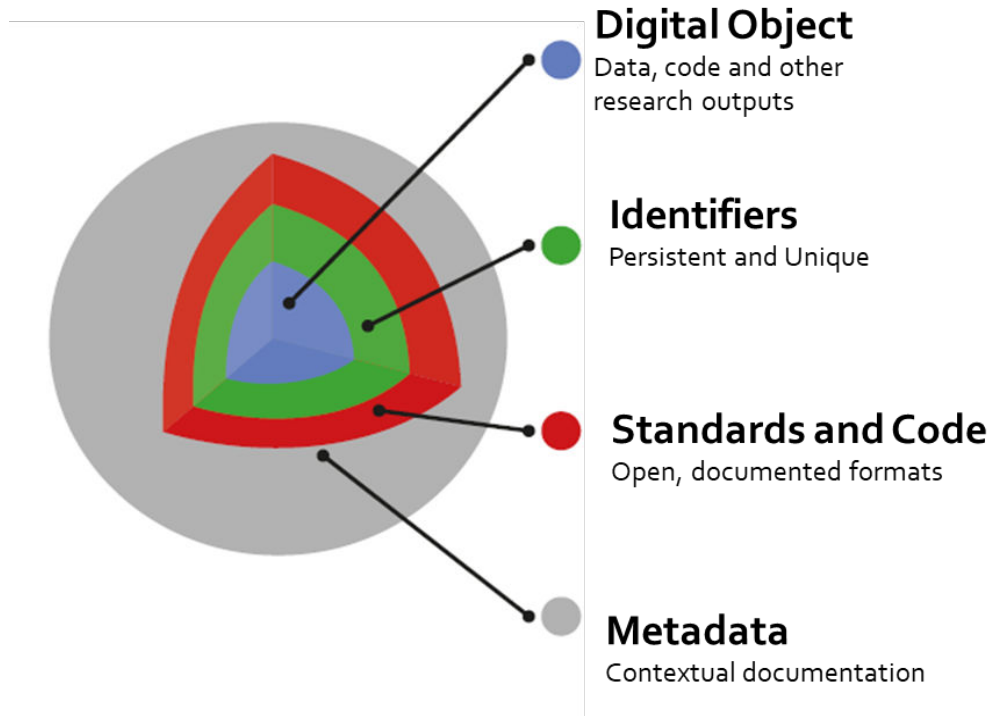 Digital Object
Data, code and other
research outputs
Identifiers
Persistent and Unique
Standards and Code
Open, documented formats
Metadata
Contextual documentation